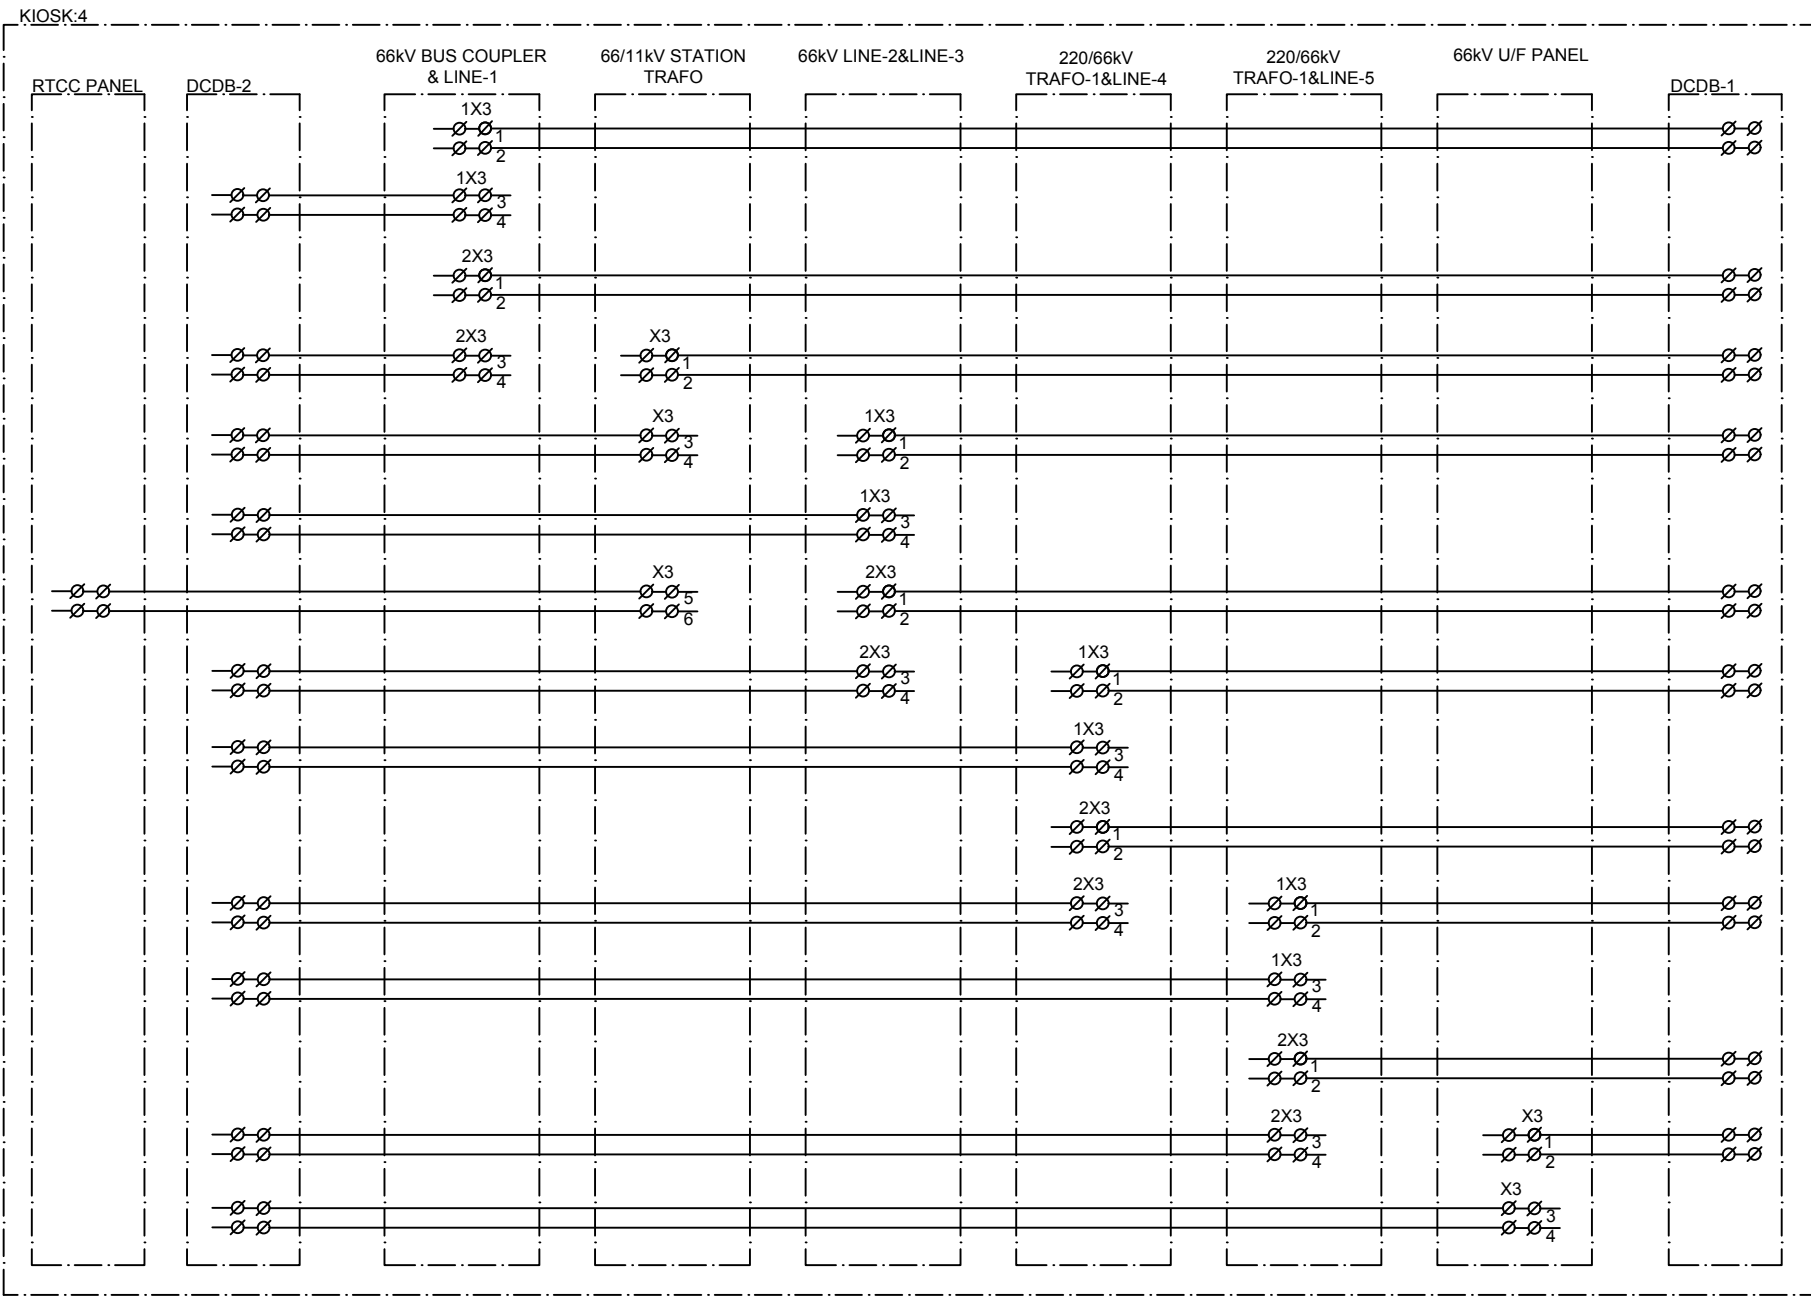 KIOSK:4
66kV BUS COUPLER
& LINE-1
66/11kV STATION
TRAFO
66kV LINE-2&LINE-3
220/66kV
TRAFO-1&LINE-4
220/66kV
TRAFO-1&LINE-5
66kV U/F PANEL
RTCC PANEL
DCDB-2
DCDB-1
1X3
1
2
1X3
3
4
2X3
1
2
2X3
3
4
X3
1
2
X3
3
4
1X3
1
2
1X3
3
4
X3
5
6
2X3
1
2
2X3
3
4
1X3
1
2
1X3
3
4
2X3
1
2
2X3
3
4
1X3
1
2
1X3
3
4
2X3
1
2
2X3
3
4
X3
1
2
X3
3
4